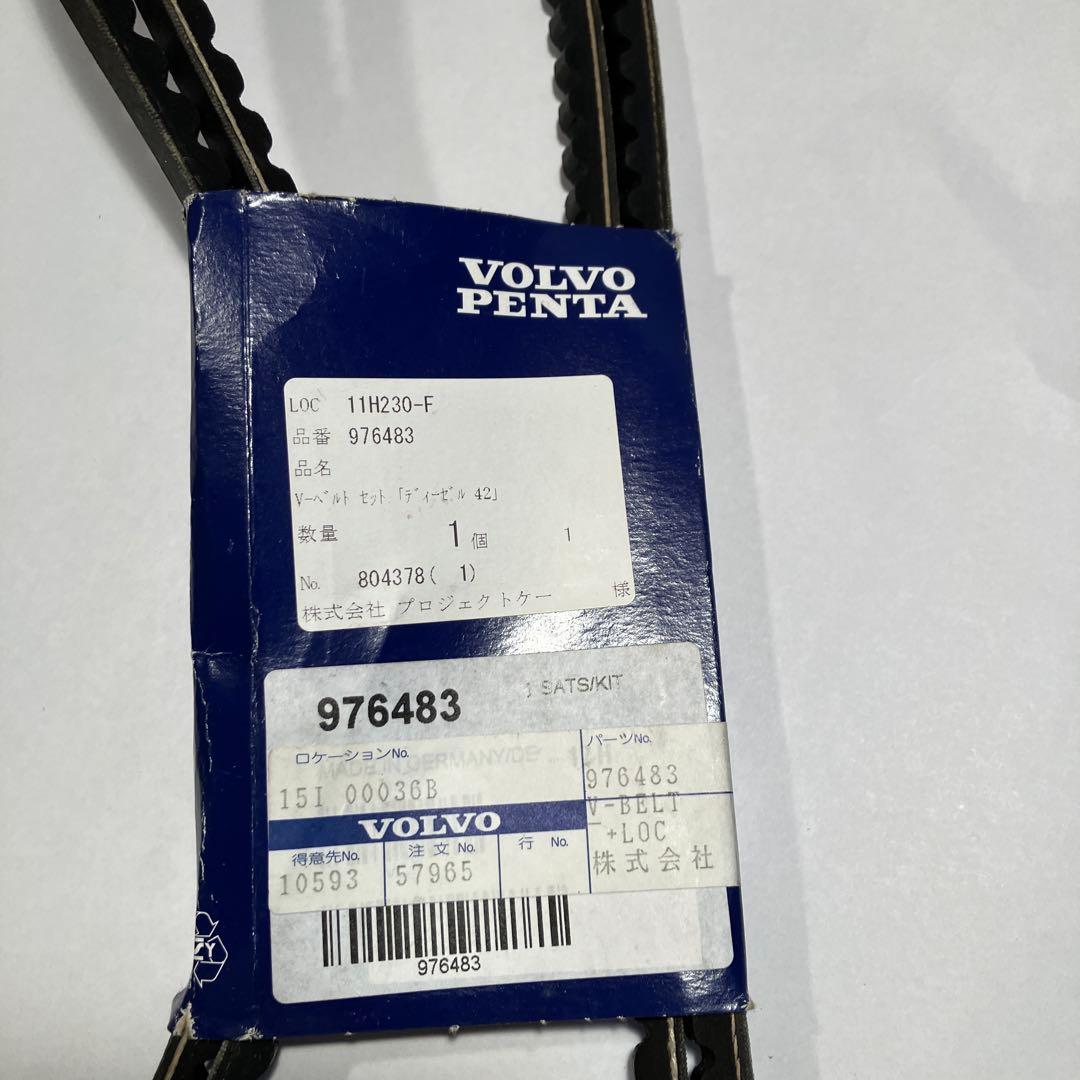 VOLVO
PENTA
LOC 11H230-F
品番 976483
品名
Vーベルト セット「ディーゼル 42」
数量 1 個 1
No. 804378( 1)
株式会社 プロジェクトケー 様
976483 1 SATS/KIT
MADE IN GERMANY/DE
ロケーションNo. パーツNo.
15I 00036B 976483
V-BELT
VOLVO
+LOC
得意先No. 注文No. 行 No. 株式会社
10593 57965
976483